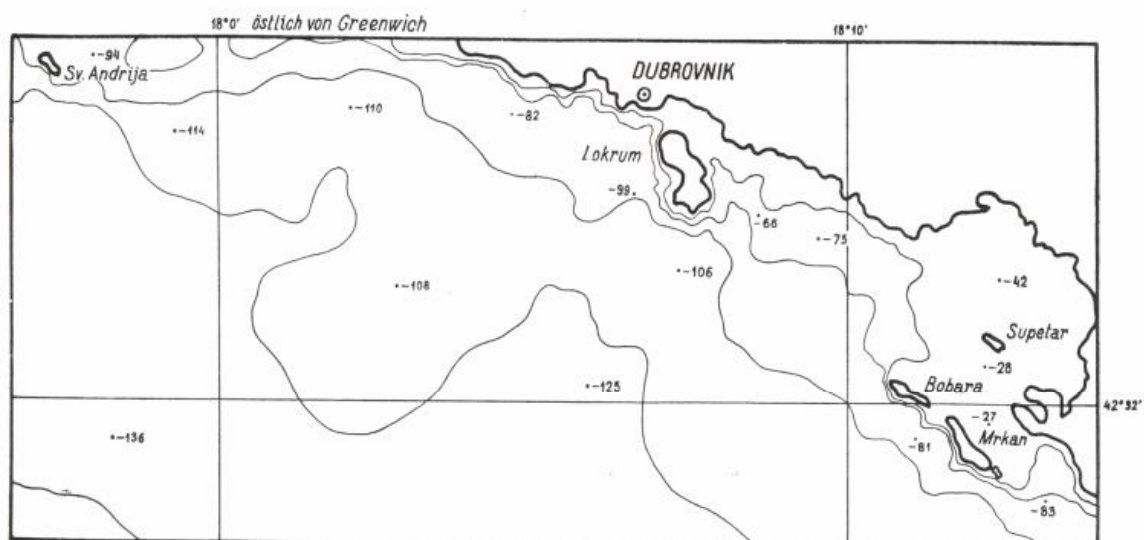 18°0' östlich von Greenwich
18°10'
-94
Sv. Andrija
DUBROVNIK
-110
-82
-114
Lokrum
-99
-66
-75
-106
-42
-108
Supetar
-28
-125
Bobara
42°32'
-27
-136
-81
Mrkan
-83